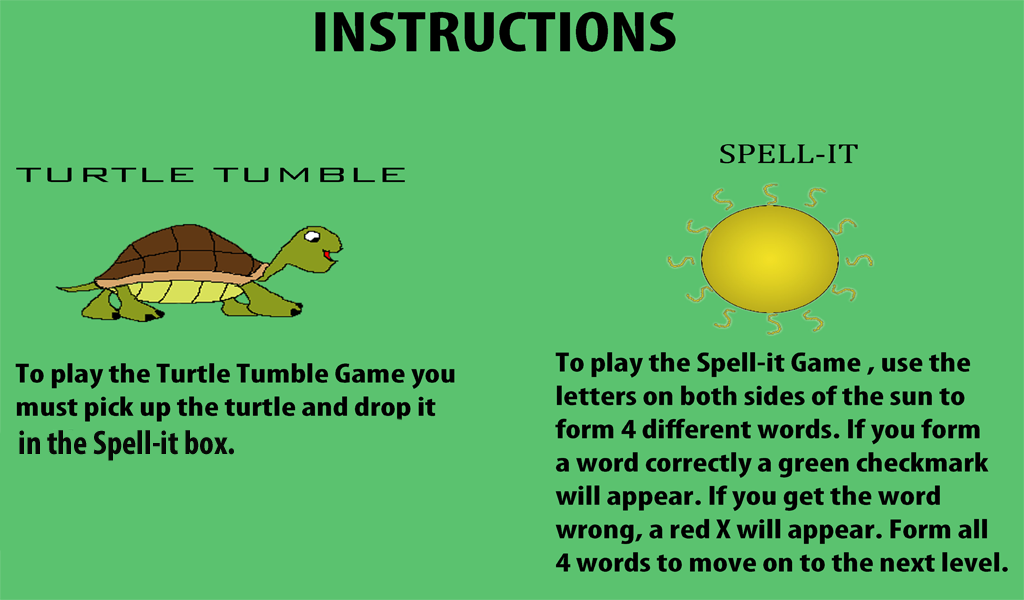 INSTRUCTIONS
TURTLE TUMBLE
To play the Turtle Tumble Game you
must pick up the turtle and drop it
in the Spell-it box.
SPELL-IT
To play the Spell-it Game , use the
letters on both sides of the sun to
form 4 different words. If you form
a word correctly a green checkmark
will appear. If you get the word
wrong, a red X will appear. Form all
4 words to move on to the next level.